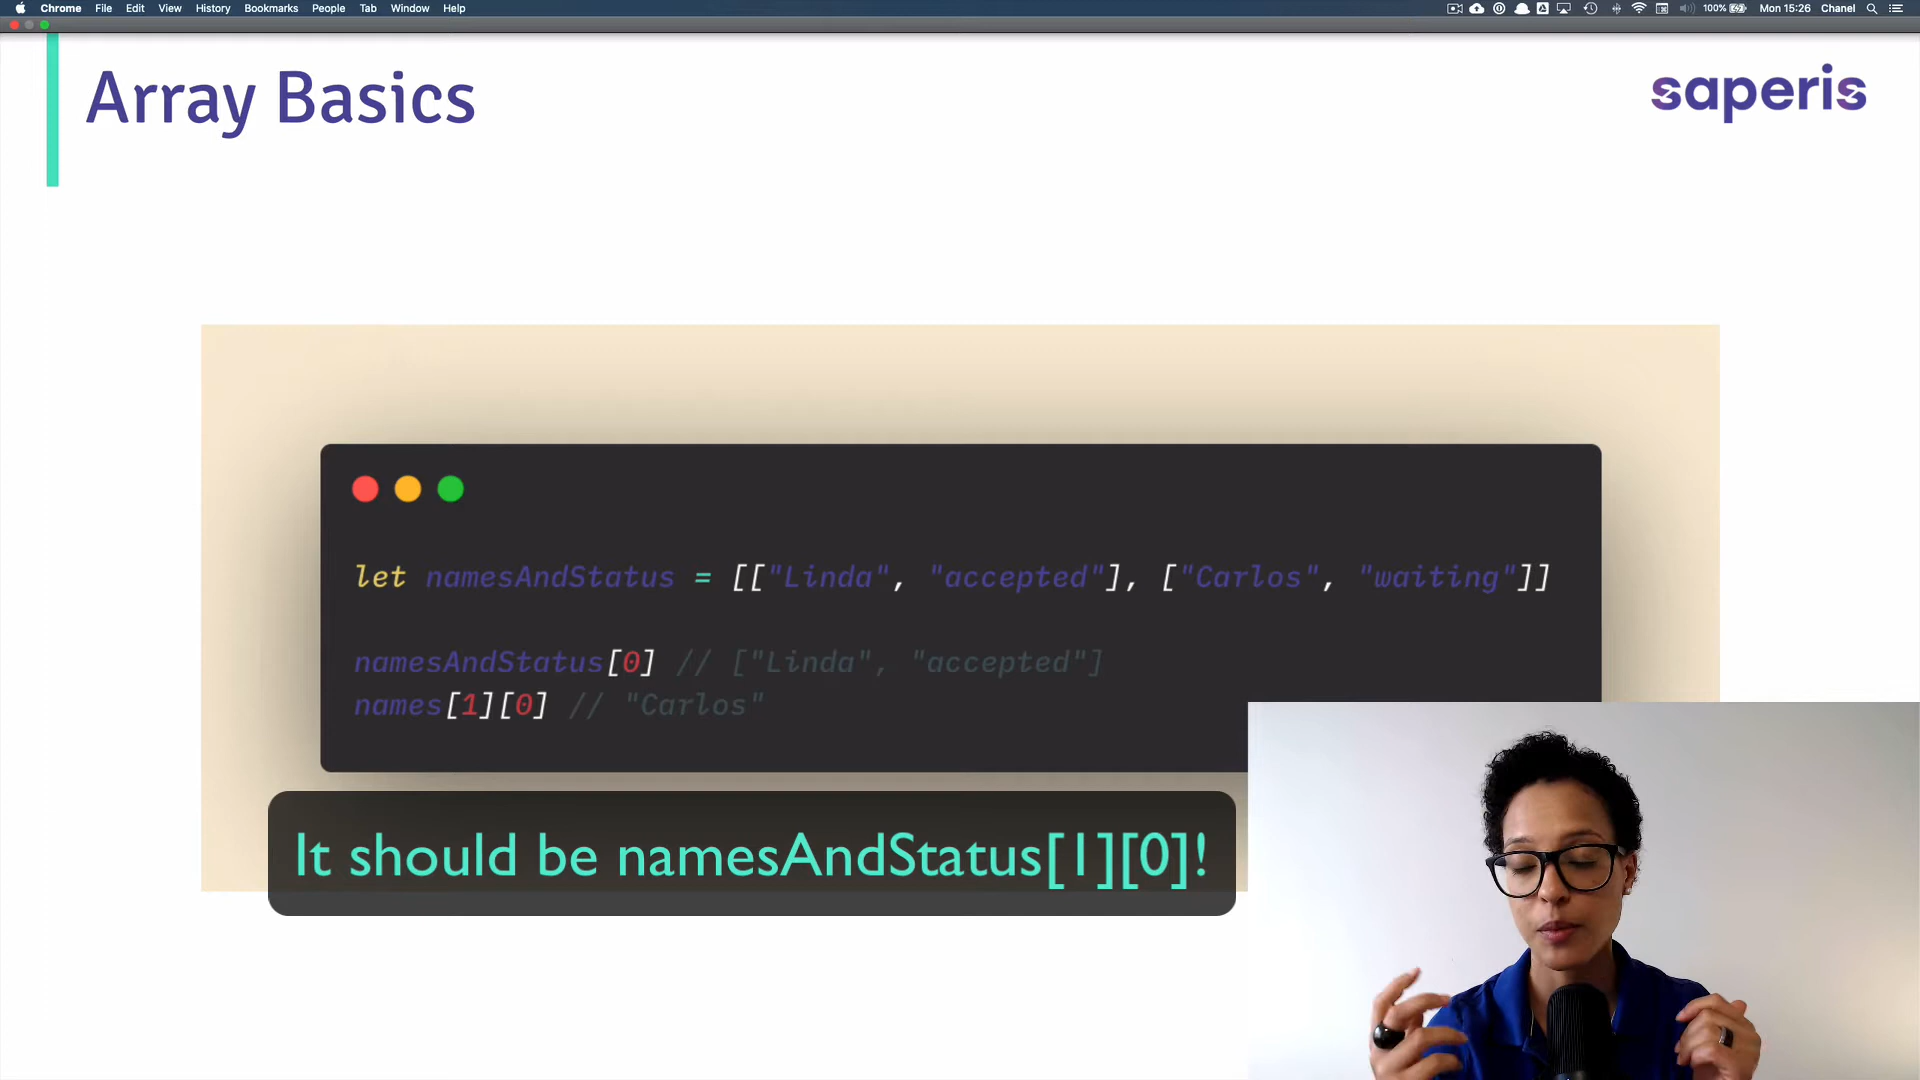 Chrome File Edit View History Bookmarks People Tab Window Help
100% Mon 15:26 Chanel
Array Basics
saperis
let namesAndStatus = [["Linda", "accepted"], ["Carlos", "waiting"]]
namesAndStatus[0] // ["Linda", "accepted"]
names[1][0] // "Carlos"
It should be namesAndStatus[1][0]!